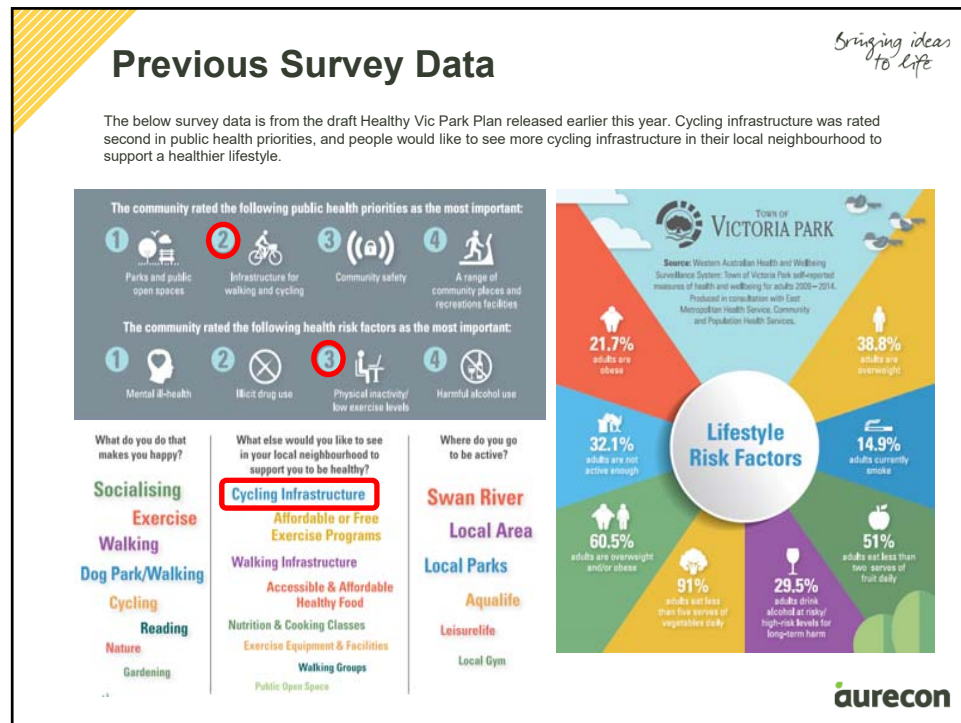 Previous Survey Data
Bringing ideas
to life
The below survey data is from the draft Healthy Vic Park Plan released earlier this year. Cycling infrastructure was rated
second in public health priorities, and people would like to see more cycling infrastructure in their local neighbourhood to
support a healthier lifestyle.
The community rated the following public health priorities as the most important:
1
Parks and public
open spaces
2
Infrastructure for
walking and cycling
3
Community safety
4
A range of
community places and
recreations facilities
The community rated the following health risk factors as the most important:
1
Mental ill-health
2
Illicit drug use
3
Physical inactivity/
low exercise levels
4
Harmful alcohol use
What do you do that
makes you happy?
Socialising
Exercise
Walking
Dog Park/Walking
Cycling
Reading
Nature
Gardening
What else would you like to see
in your local neighbourhood to
support you to be healthy?
Cycling Infrastructure
Affordable or Free
Exercise Programs
Walking Infrastructure
Accessible & Affordable
Healthy Food
Nutrition & Cooking Classes
Exercise Equipment & Facilities
Walking Groups
Public Open Space
Where do you go
to be active?
Swan River
Local Area
Local Parks
Aqualife
Leisurelife
Local Gym
TOWN OF
VICTORIA PARK
Source: Western Australian Health and Wellbeing
Surveillance System: Town of Victoria Park self-reported
measures of health and wellbeing for adults 2009–2014.
Produced in consultation with East
Metropolitan Health Service, Community
and Population Health Services.
21.7%
adults are
obese
38.8%
adults are
overweight
32.1%
adults are not
active enough
Lifestyle
Risk Factors
14.9%
adults currently
smoke
60.5%
adults are overweight
and/or obese
91%
adults eat less
than five serves of
vegetables daily
29.5%
adults drink
alcohol at risky/
high-risk levels for
long-term harm
51%
adults eat less than
two serves of
fruit daily
aurecon